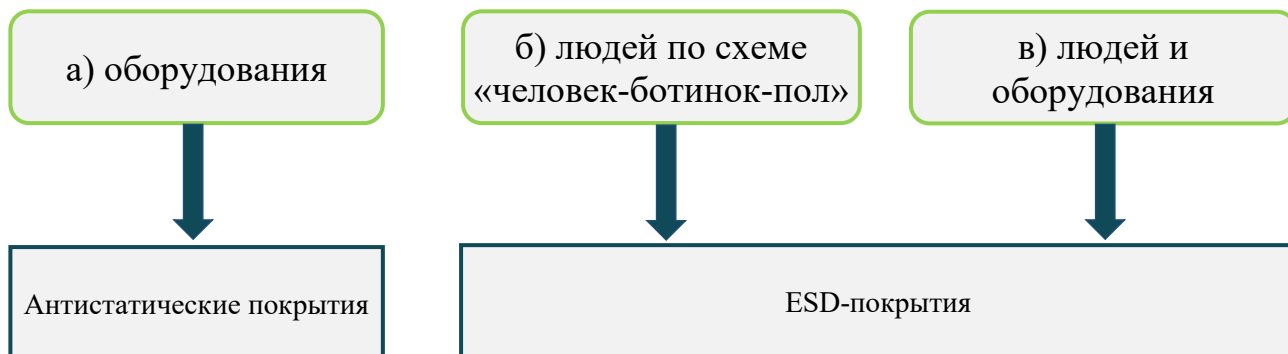 а) оборудования
б) людей по схеме
«человек-ботинок-пол»
в) людей и
оборудования
Антистатические покрытия
ESD-покрытия